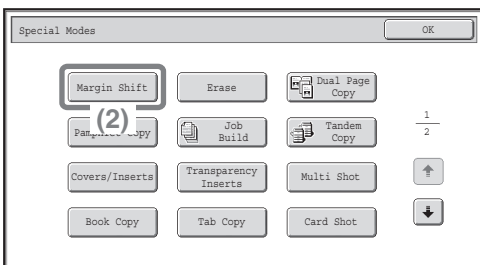 Special Modes
OK
Margin Shift
Erase
Dual Page
Copy
(2)
Pamphlet Copy
Job
Build
Tandem
Copy
1
2
Covers/Inserts
Transparency
Inserts
Multi Shot
Book Copy
Tab Copy
Card Shot